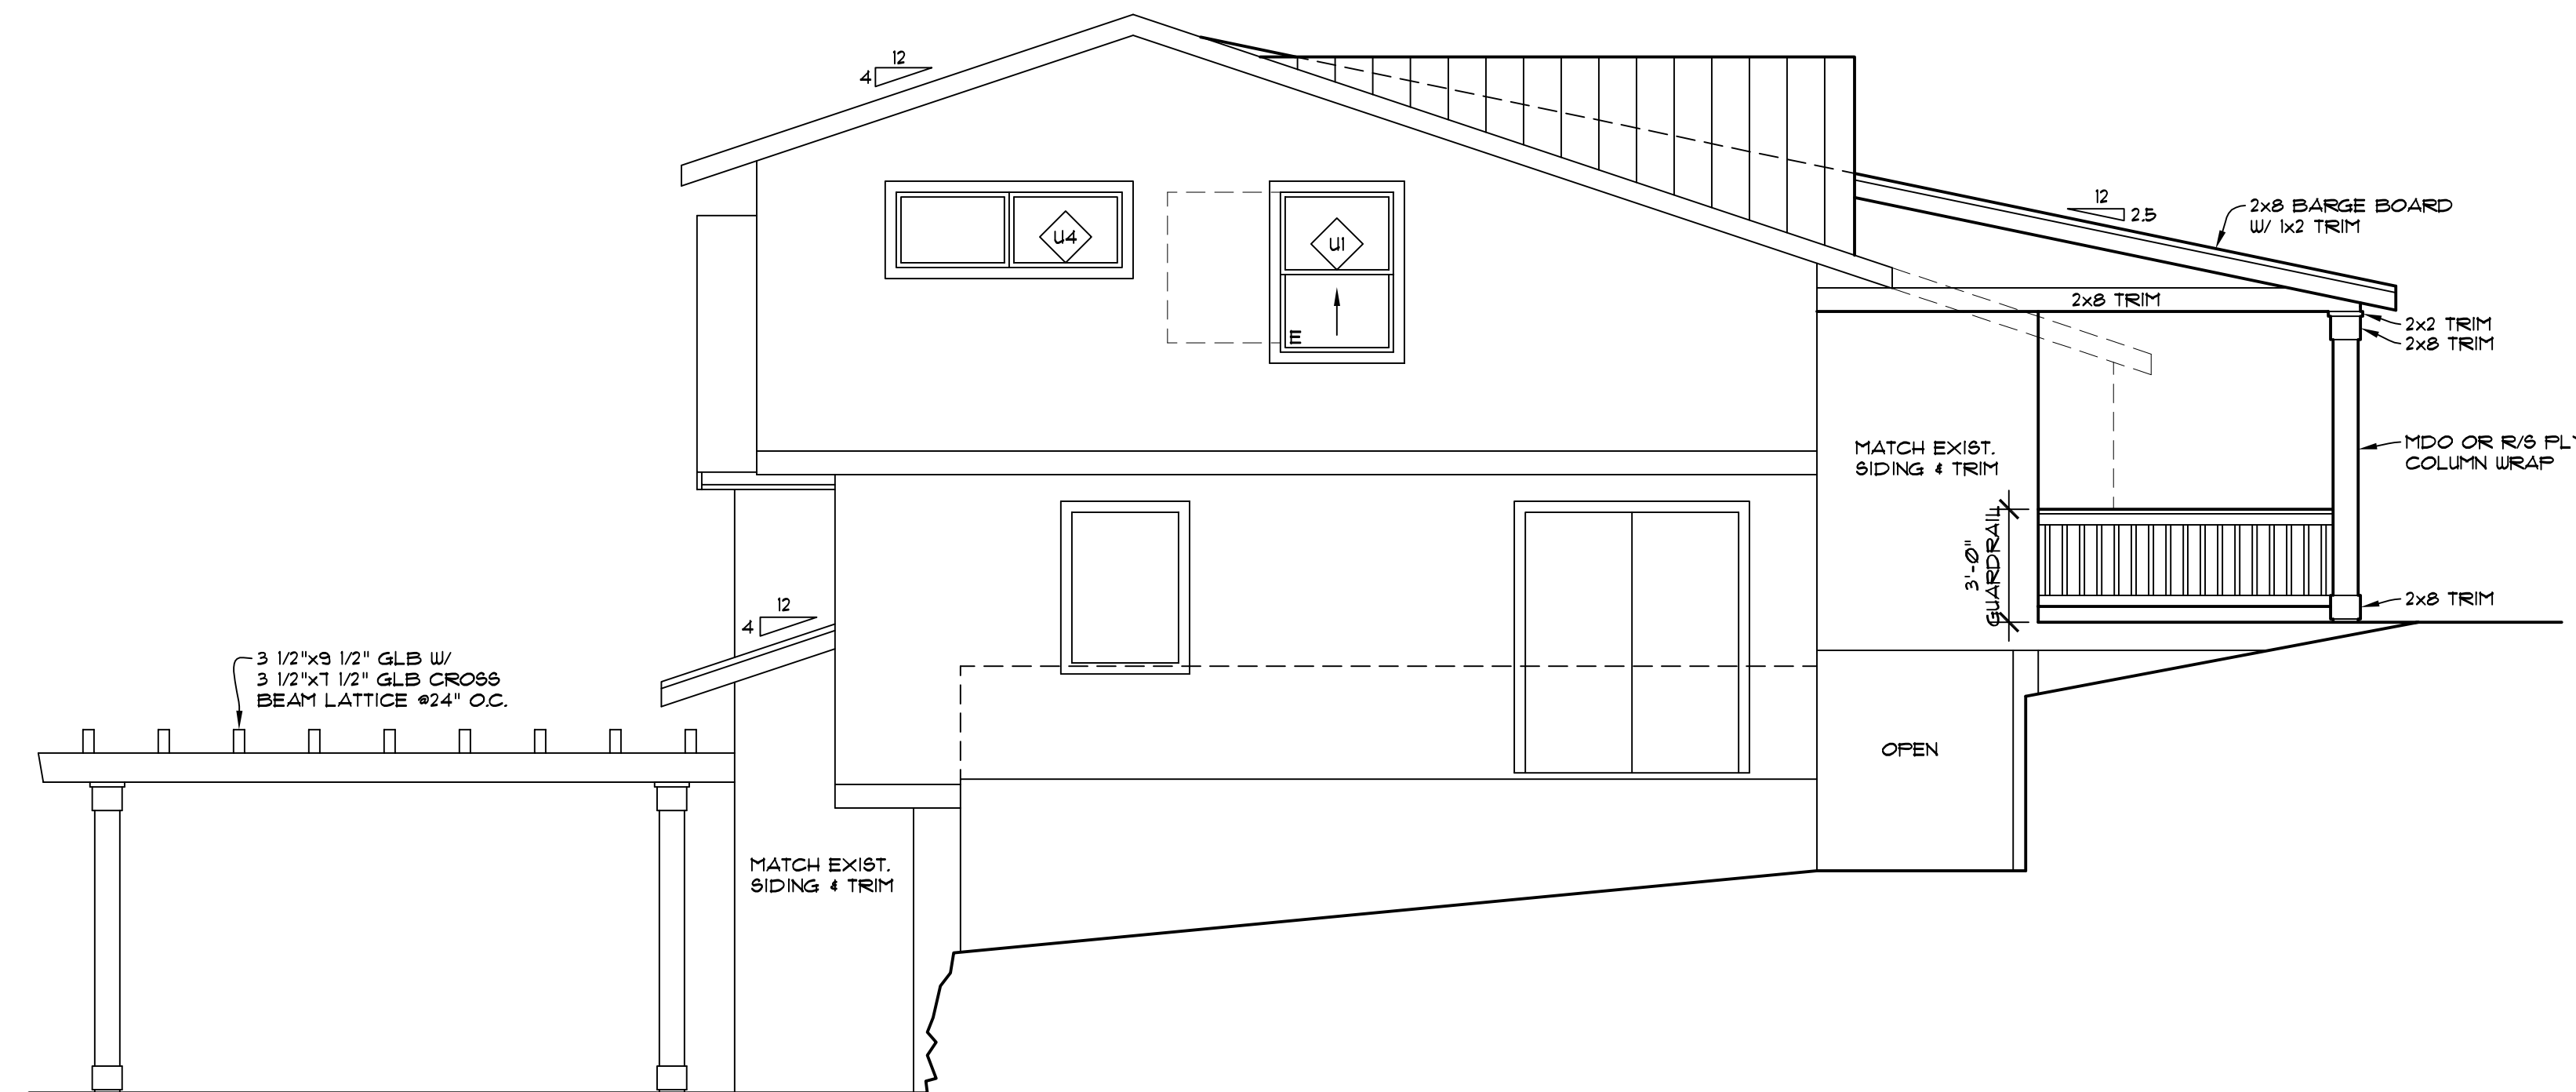 12
4
12
2.5
2x8 BARGE BOARD
W/ 1x2 TRIM
U4
U1
E
2x8 TRIM
2x2 TRIM
2x8 TRIM
MATCH EXIST.
SIDING & TRIM
MDO OR R/S PLY
COLUMN WRAP
3'-0"
GUARDRAIL
2x8 TRIM
12
4
3 1/2"x9 1/2" GLB W/
3 1/2"x7 1/2" GLB CROSS
BEAM LATTICE @24" O.C.
OPEN
MATCH EXIST.
SIDING & TRIM